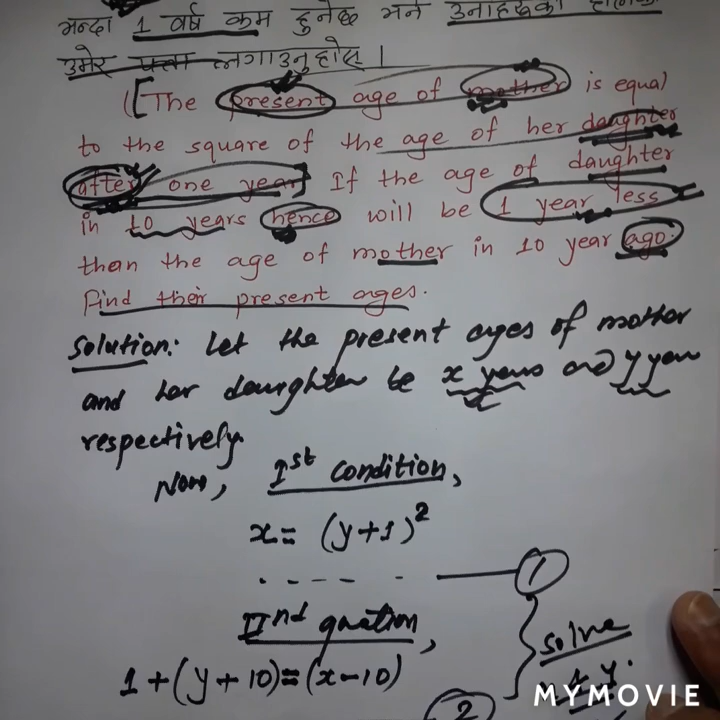 भन्दा 1 वर्ष कम हुनेछ भने उनीहरुको
उमेर पत्ता लगाउनुहोस् ।
([The present age of mother is equal
to the square of the age of her daughter
after one year] If the age of daughter
in 10 years hence will be 1 year less
than the age of mother in 10 year ago.
Find their present ages.
Solution: Let the present ages of mother
and her daughter be x years and y years
respectively.
Now, Ist condition,
x = (y+1)²
. - - - - ——— 1
IInd quation,
1 + (y + 10) = (x - 10)
2
solve
y.
MYMOVIE